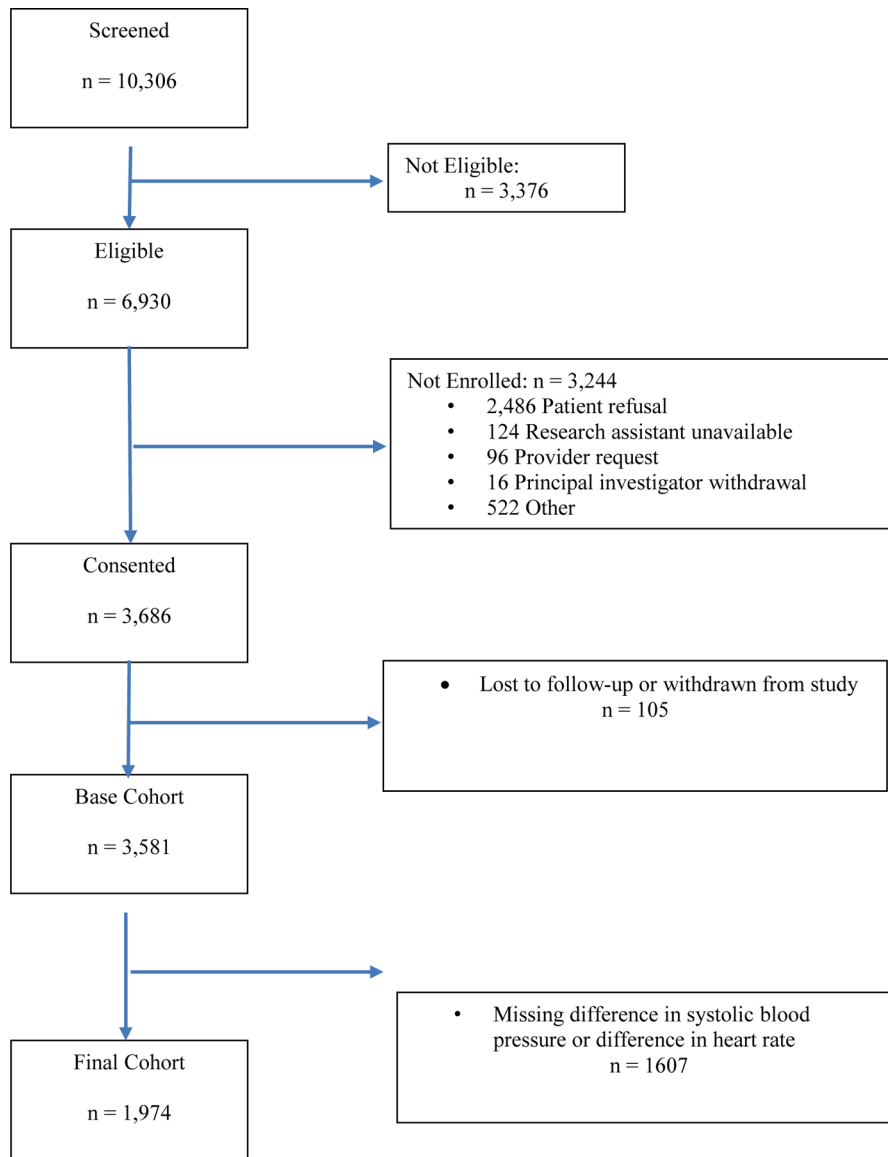 Screened
n = 10,306
Not Eligible:
n = 3,376
Eligible
n = 6,930
Not Enrolled: n = 3,244
• 2,486 Patient refusal
• 124 Research assistant unavailable
• 96 Provider request
• 16 Principal investigator withdrawal
• 522 Other
Consented
n = 3,686
• Lost to follow-up or withdrawn from study
n = 105
Base Cohort
n = 3,581
• Missing difference in systolic blood
pressure or difference in heart rate
n = 1607
Final Cohort
n = 1,974